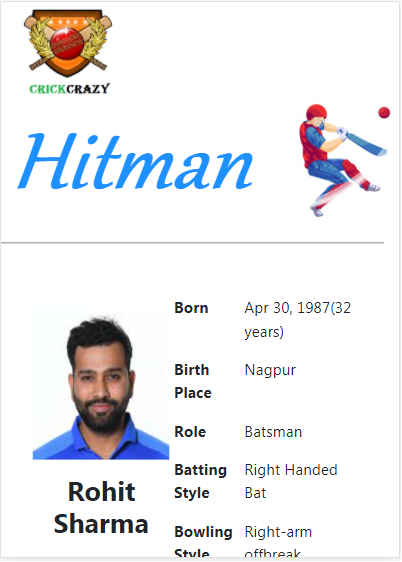 CRICKCRAZY
Hitman
Born Apr 30, 1987(32
years)
Birth Nagpur
Place
Role Batsman
Batting Right Handed
Style Bat
Bowling Right-arm
Style offbreak
Rohit
Sharma